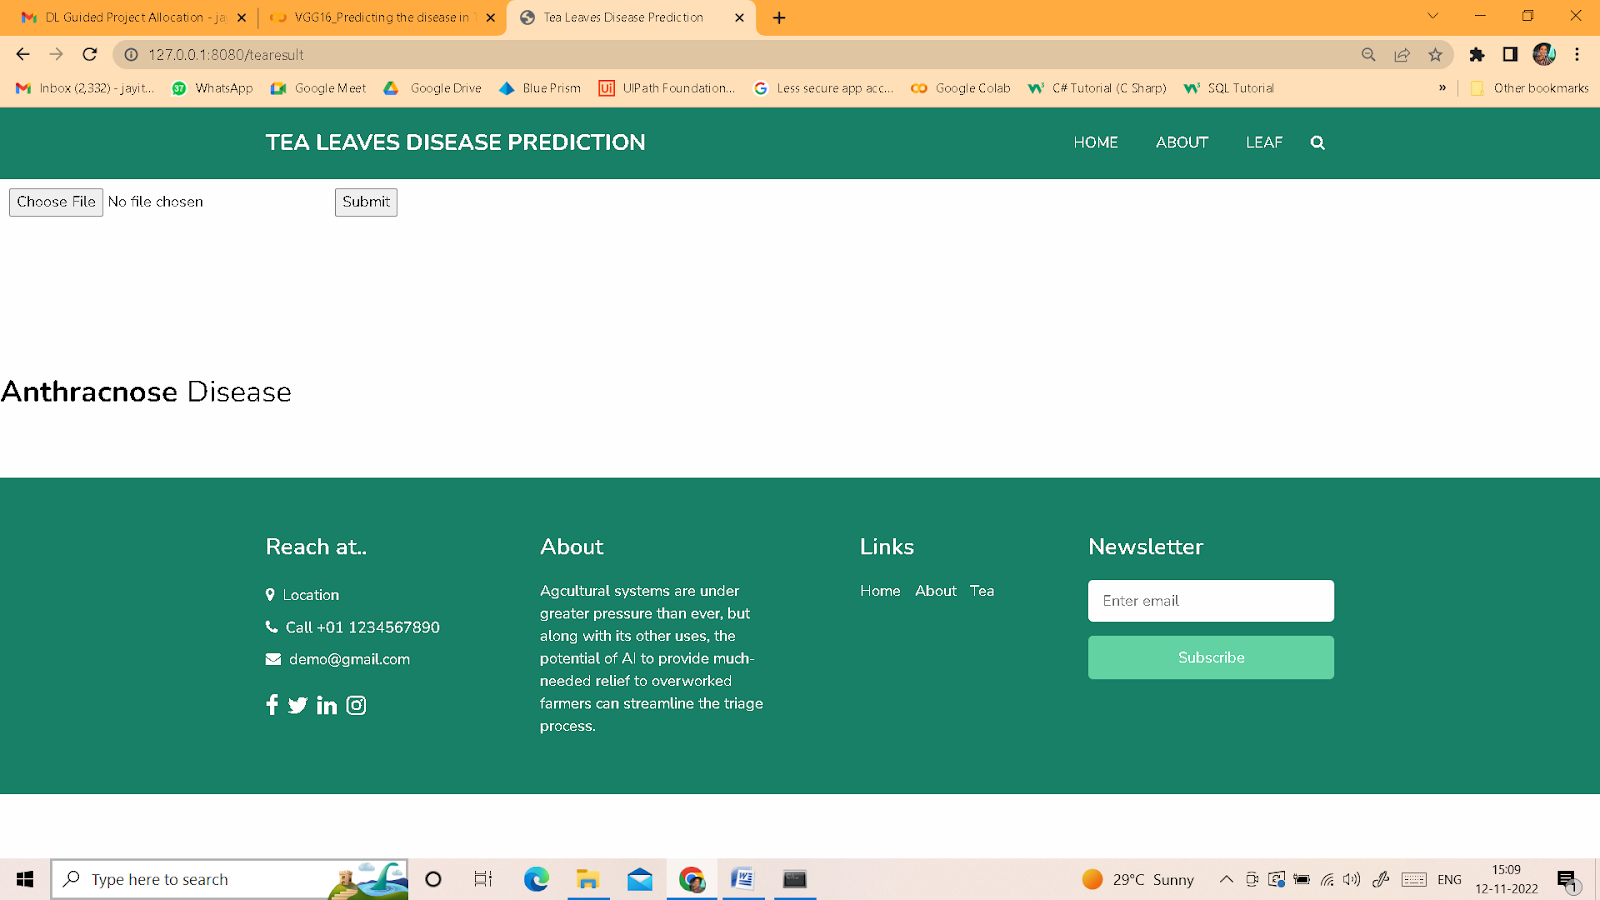 DL Guided Project Allocation - ja
VGG16_Predicting the disease in T
Tea Leaves Disease Prediction
127.0.0.1:8080/tearesult
Inbox (2,332) - jayit...
37
WhatsApp
Google Meet
Google Drive
Blue Prism
Ui
UIPath Foundation...
Less secure app acc...
Google Colab
C# Tutorial (C Sharp)
SQL Tutorial
»
Other bookmarks
TEA LEAVES DISEASE PREDICTION
HOME
ABOUT
LEAF
Choose File No file chosen
Submit
Anthracnose Disease
Reach at..
Location
Call +01 1234567890
demo@gmail.com
About
Agcultural systems are under
greater pressure than ever, but
along with its other uses, the
potential of AI to provide much-
needed relief to overworked
farmers can streamline the triage
process.
Links
Home About Tea
Newsletter
Enter email
Subscribe
Type here to search
29°C Sunny
ENG
15:09
12-11-2022
1